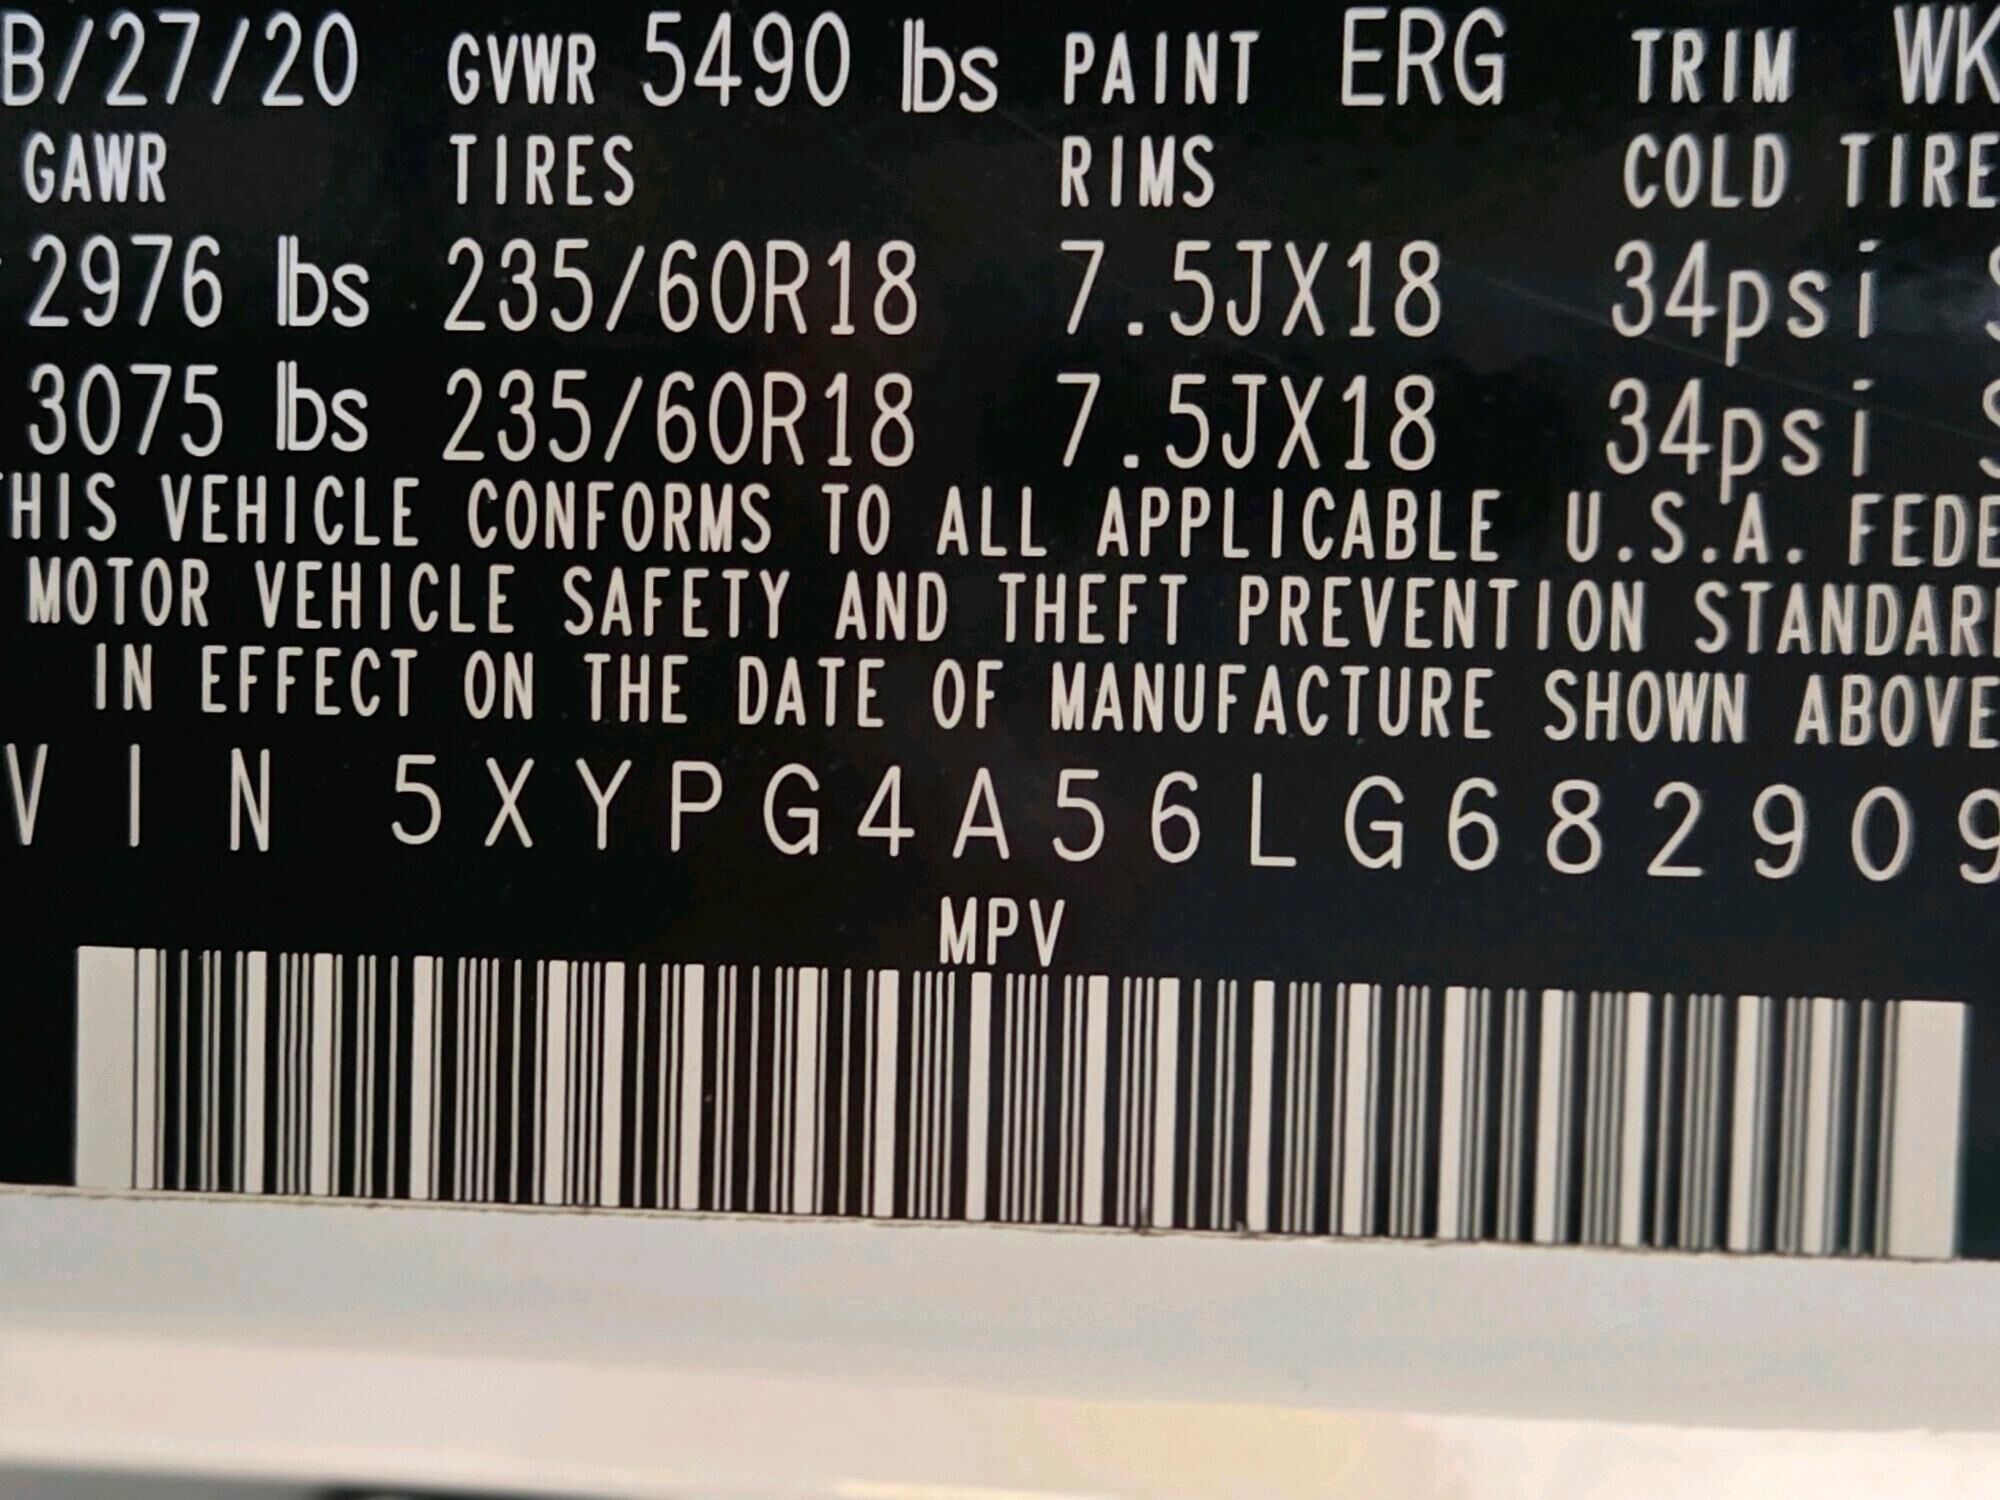 B/27/20 GVWR 5490 lbs PAINT ERG TRIM WK
GAWR TIRES RIMS COLD TIRE
2976 lbs 235/60R18 7.5JX18 34psi
3075 lbs 235/60R18 7.5JX18 34psi
THIS VEHICLE CONFORMS TO ALL APPLICABLE U.S.A. FEDE
MOTOR VEHICLE SAFETY AND THEFT PREVENTION STANDAR
IN EFFECT ON THE DATE OF MANUFACTURE SHOWN ABOVE
VIN 5XYPG4A56LG682909
MPV